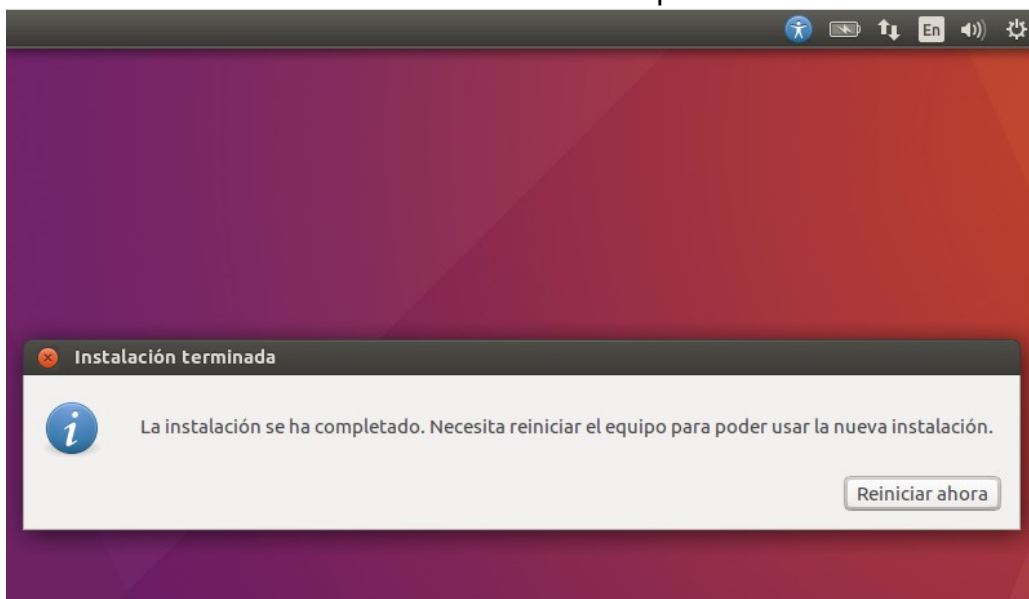 En
Instalación terminada
La instalación se ha completado. Necesita reiniciar el equipo para poder usar la nueva instalación.
Reiniciar ahora